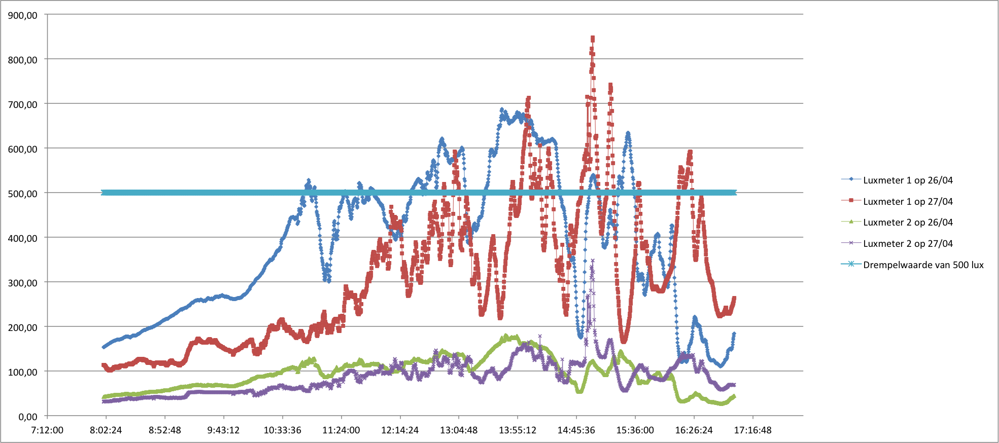 900,00
800,00
700,00
600,00
500,00
400,00
300,00
200,00
100,00
0,00
7:12:00 8:02:24 8:52:48 9:43:12 10:33:36 11:24:00 12:14:24 13:04:48 13:55:12 14:45:36 15:36:00 16:26:24 17:16:48
Luxmeter 1 op 26/04
Luxmeter 1 op 27/04
Luxmeter 2 op 26/04
Luxmeter 2 op 27/04
Drempelwaarde van 500 lux